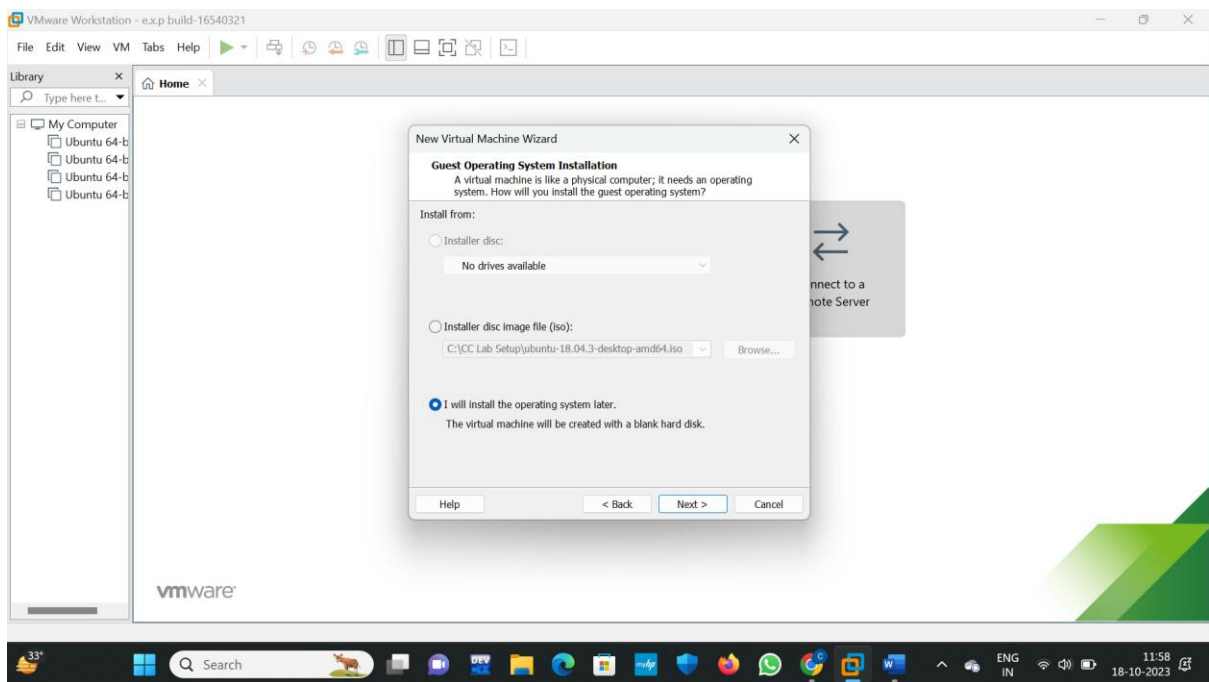 VMware Workstation - e.x.p build-16540321
File Edit View VM Tabs Help
Library
Home
Type here t...
My Computer
Ubuntu 64-b
Ubuntu 64-b
Ubuntu 64-b
Ubuntu 64-b
New Virtual Machine Wizard
Guest Operating System Installation
A virtual machine is like a physical computer; it needs an operating
system. How will you install the guest operating system?
Install from:
Installer disc:
No drives available
Installer disc image file (iso):
C:\CC Lab Setup\ubuntu-18.04.3-desktop-amd64.iso Browse...
I will install the operating system later.
The virtual machine will be created with a blank hard disk.
Help < Back Next > Cancel
nnect to a
note Server
vmware
33°
Search
DEV
myhp
ENG
IN
11:58
18-10-2023